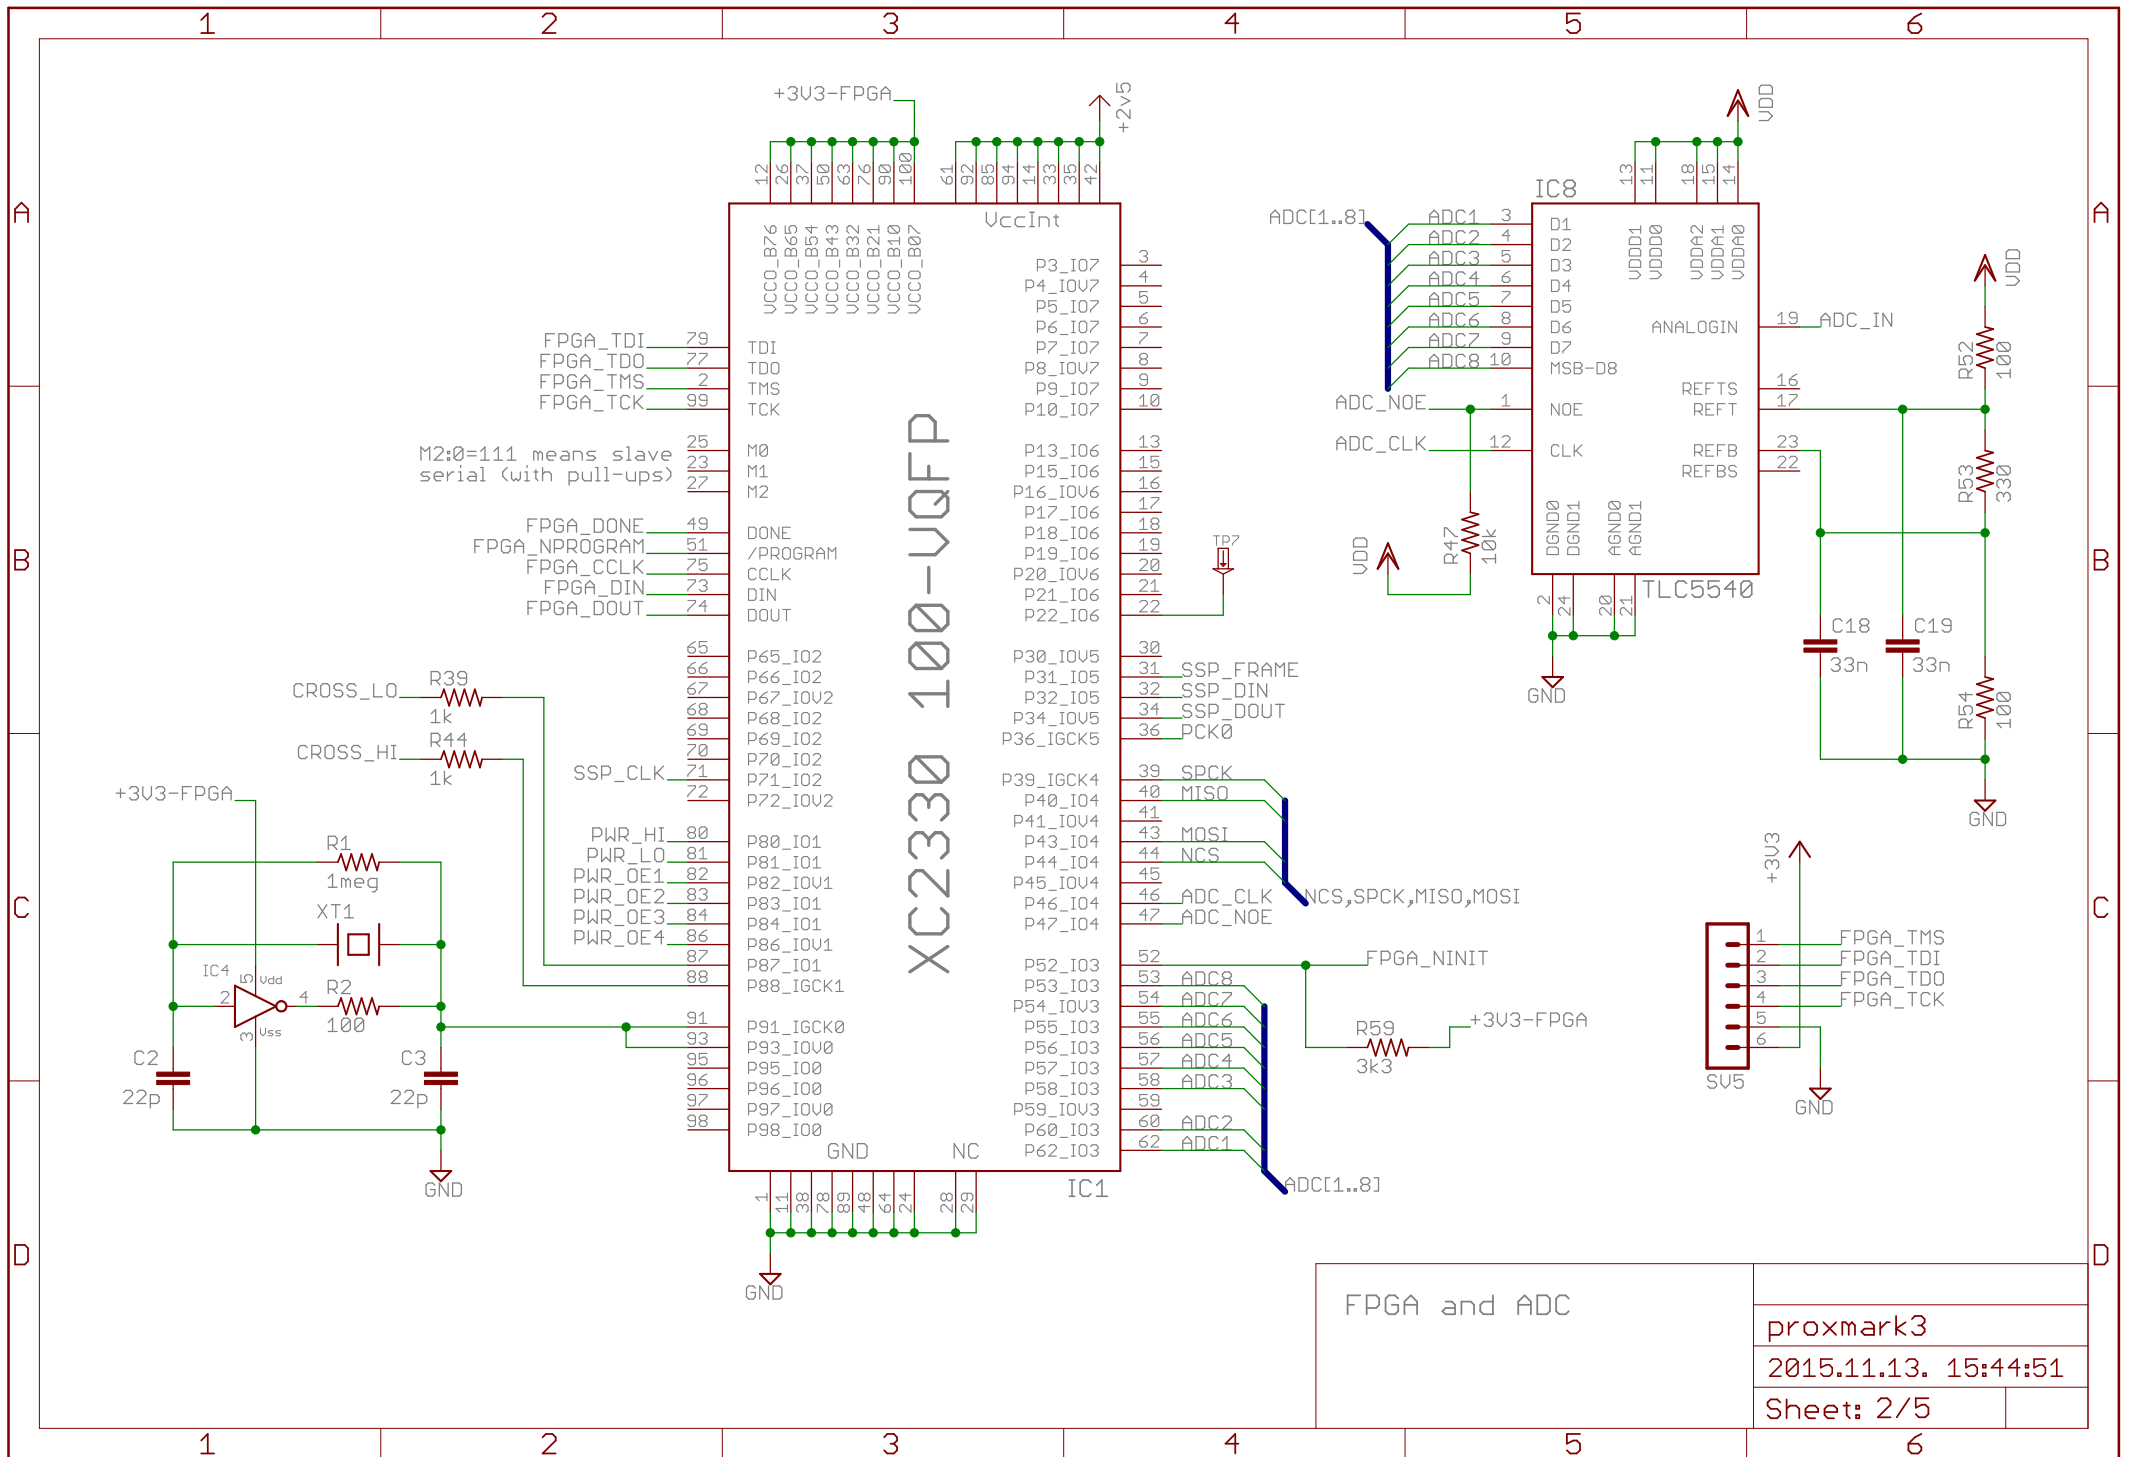 1 2 3 4 5 6
A
B
C
D
A
B
C
D
+3V3-FPGA
+2v5
12 26 37 50 63 76 90 100 61 92 85 94 14 33 35 42
VccInt
VCCO_B76
VCCO_B65
VCCO_B54
VCCO_B43
VCCO_B32
VCCO_B21
VCCO_B10
VCCO_B07
FPGA_TDI 79 TDI
FPGA_TDO 77 TDO
FPGA_TMS 2 TMS
FPGA_TCK 99 TCK
25 M0
23 M1
27 M2
M2:0=111 means slave
serial (with pull-ups)
FPGA_DONE 49 DONE
FPGA_NPROGRAM 51 /PROGRAM
FPGA_CCLK 75 CCLK
FPGA_DIN 73 DIN
FPGA_DOUT 74 DOUT
65 P65_IO2
66 P66_IO2
67 P67_IOV2
68 P68_IO2
69 P69_IO2
70 P70_IO2
SSP_CLK 71 P71_IO2
72 P72_IOV2
PWR_HI 80 P80_IO1
PWR_LO 81 P81_IO1
PWR_OE1 82 P82_IOV1
PWR_OE2 83 P83_IO1
PWR_OE3 84 P84_IO1
PWR_OE4 86 P86_IOV1
87 P87_IO1
88 P88_IGCK1
91 P91_IGCK0
93 P93_IOV0
95 P95_IO0
96 P96_IO0
97 P97_IOV0
98 P98_IO0
GND NC
1 11 38 78 89 48 64 24 28 29
GND
IC1
XC2S30 100-VQFP
P3_IO7 3
P4_IOV7 4
P5_IO7 5
P6_IO7 6
P7_IO7 7
P8_IOV7 8
P9_IO7 9
P10_IO7 10
P13_IO6 13
P15_IO6 15
P16_IOV6 16
P17_IO6 17
P18_IO6 18
P19_IO6 19
P20_IOV6 20
P21_IO6 21
P22_IO6 22
TP7
P30_IOV5 30
P31_IO5 31 SSP_FRAME
P32_IO5 32 SSP_DIN
P34_IOV5 34 SSP_DOUT
P36_IGCK5 36 PCK0
P39_IGCK4 39 SPCK
P40_IO4 40 MISO
P41_IOV4 41
P43_IO4 43 MOSI
P44_IO4 44 NCS
P45_IOV4 45
P46_IO4 46 ADC_CLK
P47_IO4 47 ADC_NOE
NCS,SPCK,MISO,MOSI
P52_IO3 52 FPGA_NINIT
P53_IO3 53 ADC8
P54_IOV3 54 ADC7
P55_IO3 55 ADC6
P56_IO3 56 ADC5
P57_IO3 57 ADC4
P58_IO3 58 ADC3
P59_IOV3 59
P60_IO3 60 ADC2
P62_IO3 62 ADC1
ADC[1..8]
R59
3k3
+3V3-FPGA
CROSS_LO R39
1k
CROSS_HI R44
1k
+3V3-FPGA
R1
1meg
XT1
IC4 5 Vdd
2 4
3 Vss
R2
100
C2
22p
C3
22p
GND
VDD
13 11 18 15 14
IC8
ADC[1..8]
ADC1 3 D1
ADC2 4 D2
ADC3 5 D3
ADC4 6 D4
ADC5 7 D5
ADC6 8 D6
ADC7 9 D7
ADC8 10 MSB-D8
ADC_NOE 1 NOE
ADC_CLK 12 CLK
VDDD1
VDDD0
VDDA2
VDDA1
VDDA0
ANALOGIN 19 ADC_IN
REFTS 16
REFT 17
REFB 23
REFBS 22
DGND0
DGND1
AGND0
AGND1
TLC5540
2 24 20 21
GND
VDD
R47
10k
VDD
R52
100
R53
330
R54
100
C18
33n
C19
33n
GND
+3V3
1 FPGA_TMS
2 FPGA_TDI
3 FPGA_TDO
4 FPGA_TCK
5
6
SV5
GND
FPGA and ADC
proxmark3
2015.11.13. 15:44:51
Sheet: 2/5
1 2 3 4 5 6